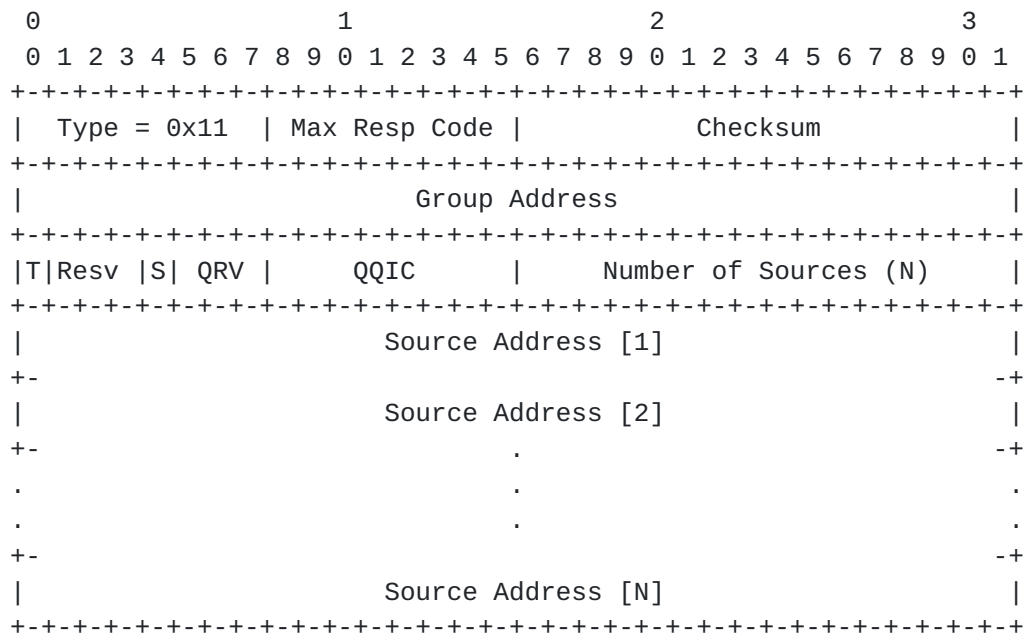 0                   1                   2                   3
 0 1 2 3 4 5 6 7 8 9 0 1 2 3 4 5 6 7 8 9 0 1 2 3 4 5 6 7 8 9 0 1
+-+-+-+-+-+-+-+-+-+-+-+-+-+-+-+-+-+-+-+-+-+-+-+-+-+-+-+-+-+-+-+-+
|  Type = 0x11  | Max Resp Code |           Checksum            |
+-+-+-+-+-+-+-+-+-+-+-+-+-+-+-+-+-+-+-+-+-+-+-+-+-+-+-+-+-+-+-+-+
|                         Group Address                         |
+-+-+-+-+-+-+-+-+-+-+-+-+-+-+-+-+-+-+-+-+-+-+-+-+-+-+-+-+-+-+-+-+
|T|Resv |S| QRV |     QQIC      |     Number of Sources (N)     |
+-+-+-+-+-+-+-+-+-+-+-+-+-+-+-+-+-+-+-+-+-+-+-+-+-+-+-+-+-+-+-+-+
|                       Source Address [1]                      |
+-                                                             -+
|                       Source Address [2]                      |
+-                              .                              -+
.                               .                               .
.                               .                               .
+-                                                             -+
|                       Source Address [N]                      |
+-+-+-+-+-+-+-+-+-+-+-+-+-+-+-+-+-+-+-+-+-+-+-+-+-+-+-+-+-+-+-+-+